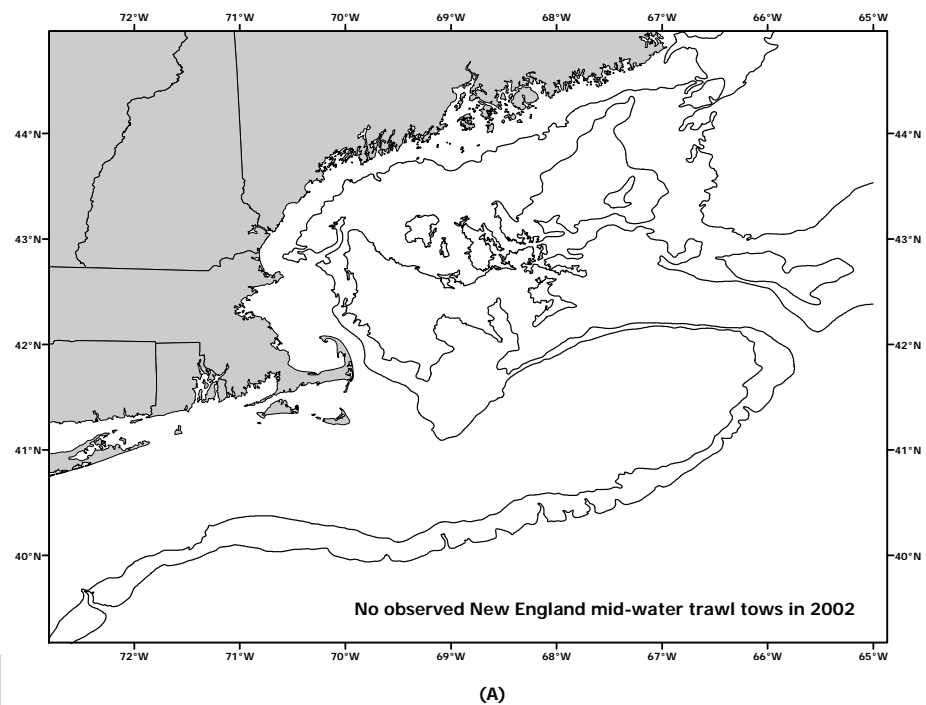 72°W 71°W 70°W 69°W 68°W 67°W 66°W 65°W
44°N 44°N
43°N 43°N
42°N 42°N
41°N 41°N
40°N 40°N
No observed New England mid-water trawl tows in 2002
72°W 71°W 70°W 69°W 68°W 67°W 66°W 65°W
(A)